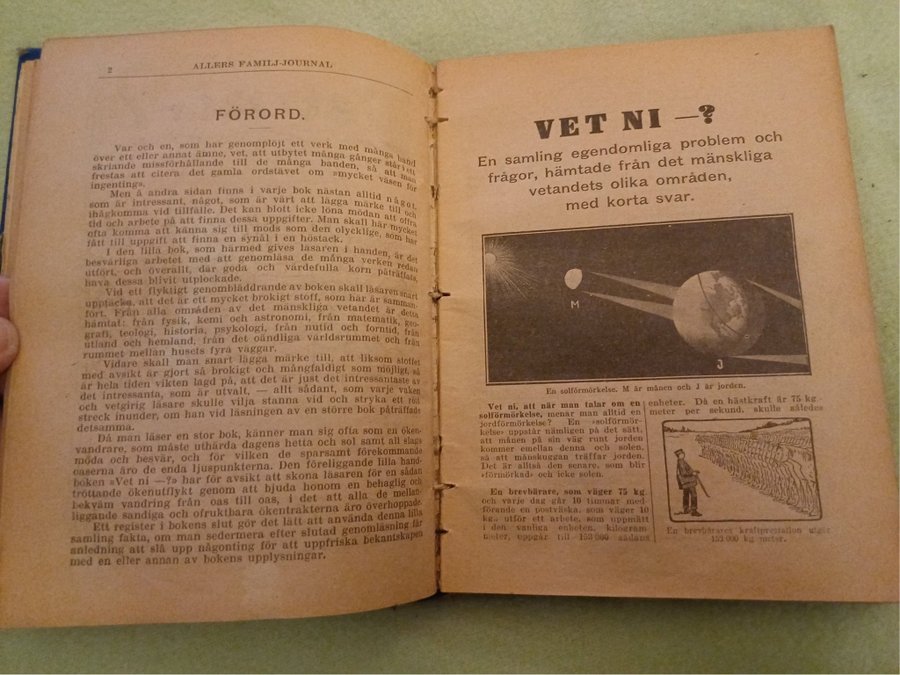 2
ALLERS FAMILJ-JOURNAL
FÖRORD.
Var och en, som har genomplöjt ett verk med många band
över ett eller annat ämne, vet, att utbytet många gånger står i ett
skriande missförhållande till de många banden, så att man
frestas att citera det gamla ordstävet om »mycket väsen för
ingenting».
Men å andra sidan finns i varje bok nästan alltid något,
som är intressant, något, som är värt att lägga märke till och
ihågkomma vid tillfälle. Det kan blott icke löna mödan att offra
tid och arbete på att finna dessa uppgifter. Man skall här mycket
ofta komma att känna sig till mods som den olycklige, som har
fått till uppgift att finna en synål i en höstack.
I den lilla bok, som härmed gives läsaren i handen, är det
besvärliga arbetet med att genomläsa de många verken redan
utfört, och överallt, där goda och värdefulla korn påträffats,
hava dessa blivit utplockade.
Vid ett flyktigt genombläddrande av boken skall läsaren snart
upptäcka, att det är ett mycket brokigt stoff, som här är samman-
fört. Från alla områden av det mänskliga vetandet är detta
hämtat: från fysik, kemi och astronomi, från matematik, geo-
grafi, teologi, historia, psykologi, från nutid och forntid, från
utland och hemland, från det oändliga världsrummet och från
rummet mellan husets fyra väggar.
Vidare skall man snart lägga märke till, att liksom stoffet
med avsikt är gjort så brokigt och mångfaldigt som möjligt, så
är hela tiden vikten lagd på, att det är just det intressantaste av
det intressanta, som är utvalt, — allt sådant, som varje vaken
och vetgirig läsare skulle vilja stanna vid och stryka ett rött
streck inunder, om han vid läsningen av en större bok påträffade
detsamma.
Då man läser en stor bok, känner man sig ofta som en öken-
vandrare, som måste uthärda dagens hetta och sol samt all slags
möda och besvär, och för vilken de sparsamt förekommande
oaserna äro de enda ljuspunkterna. Den föreliggande lilla hand-
boken »Vet ni —?» har för avsikt att skona läsaren för en sådan
tröttande ökenutflykt genom att bjuda honom en behaglig och
bekväm vandring från oas till oas, i det att alla de mellan-
liggande sandiga och ofruktbara ökentrakterna äro överhoppade.
Ett register i bokens slut gör det lätt att använda denna lilla
samling fakta, om man sedermera efter slutad genomläsning får
anledning att slå upp någonting för att uppfriska bekantskapen
med en eller annan av bokens upplysningar.
VET NI —?
En samling egendomliga problem och
frågor, hämtade från det mänskliga
vetandets olika områden,
med korta svar.
M
J
En solförmörkelse. M är månen och J är jorden.
Vet ni, att när man talar om en
solförmörkelse, menar man alltid en
jordförmörkelse? En »solförmör-
kelse» uppstår nämligen på det sätt,
att månen på sin väg runt jorden
kommer emellan denna och solen,
så att månskuggan träffar jorden.
Det är alltså den senare, som blir
»förmörkad» och icke solen.
En brevbärare, som väger 75 kg
och varje dag går 10 timmar med-
förande en postväska, som väger 10
kg., utför ett arbete, som uppmätt
i den vanliga enheten, kilogram
meter, uppgår till 153 000 sådana
enheter. Då en hästkraft är 75 kg
meter per sekund, skulle således
En brevbärares kraftprestation utgör
153 000 kg meter.